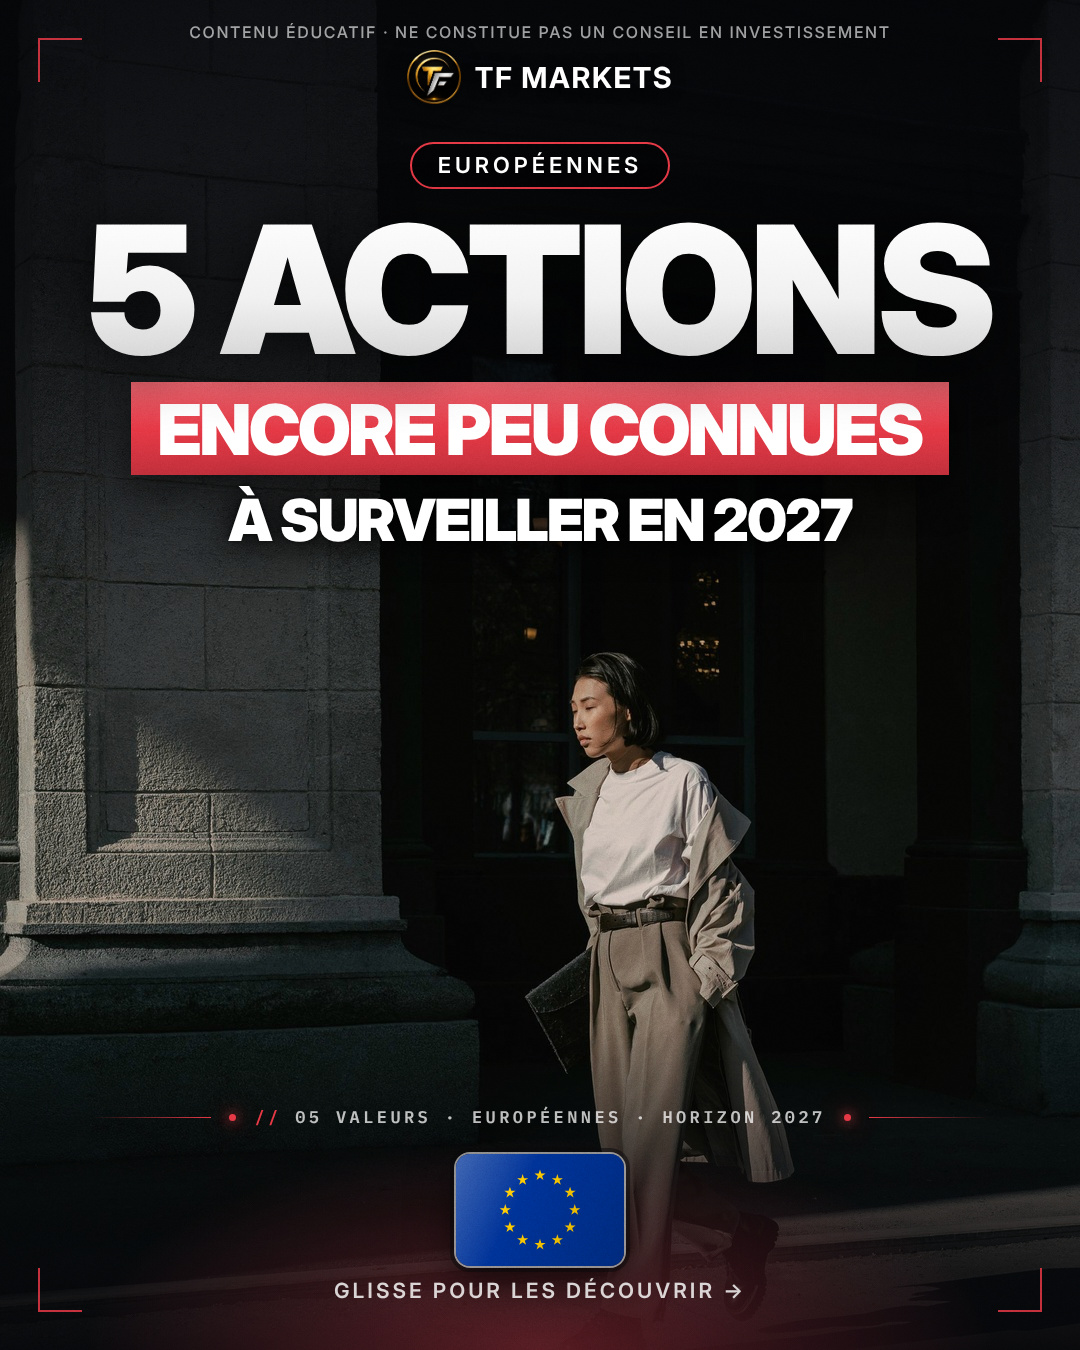 CONTENU ÉDUCATIF · NE CONSTITUE PAS UN CONSEIL EN INVESTISSEMENT
TF TF MARKETS
EUROPÉENNES
5 ACTIONS
ENCORE PEU CONNUES
À SURVEILLER EN 2027
// 05 VALEURS · EUROPÉENNES · HORIZON 2027
GLISSE POUR LES DÉCOUVRIR →